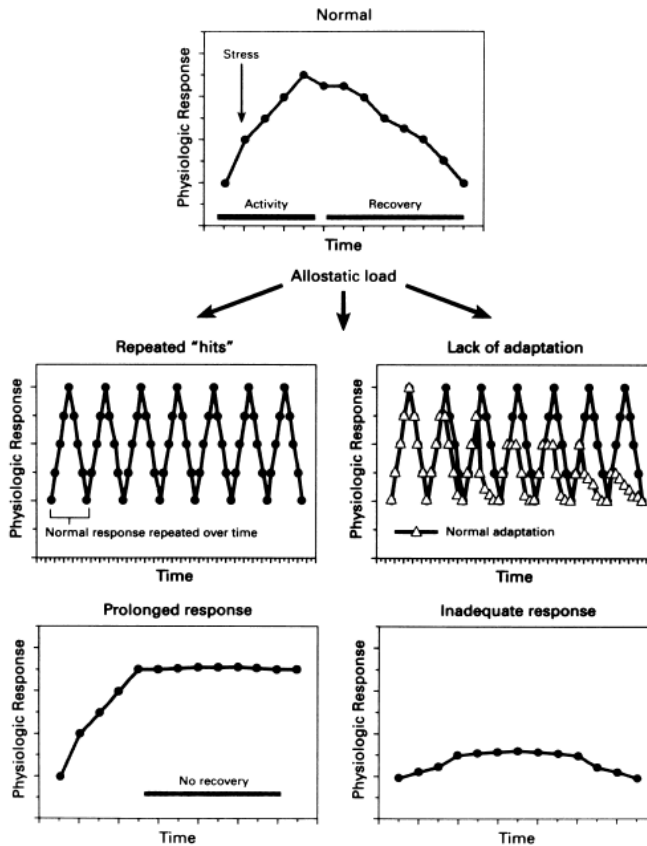 Normal
Physiologic Response
Stress
Activity
Recovery
Time
Allostatic load
Repeated "hits"
Physiologic Response
Normal response repeated over time
Time
Lack of adaptation
Physiologic Response
Normal adaptation
Time
Prolonged response
Physiologic Response
No recovery
Time
Inadequate response
Physiologic Response
Time